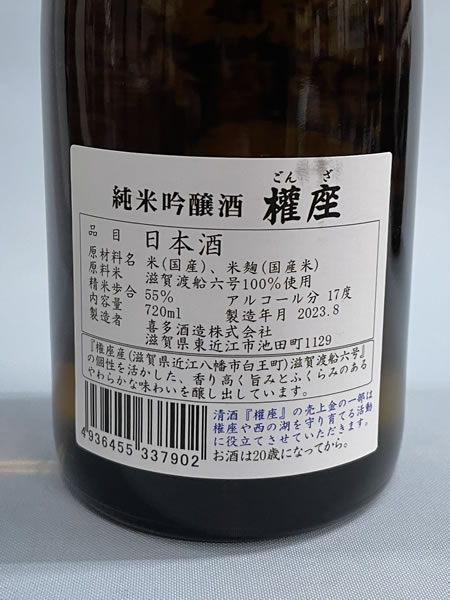 ごんざ
純米吟醸酒 權座
品目 日本酒
原材料名 米(国産)、米麹(国産米)
原料米 滋賀渡船六号100%使用
精米歩合 55% アルコール分 17度
内容量 720ml 製造年月 2023.8
製造者 喜多酒造株式会社
滋賀県東近江市池田町1129
『權座産(滋賀県近江八幡市白王町)滋賀渡船六号』
の個性を活かした、香り高く旨みとふくらみのある
やわらかな味わいを醸し出しています。
清酒『權座』の売上金の一部は
權座や西の湖を守り育てる活動
に役立てさせていただきます。
お酒は20歳になってから。
4936455337902